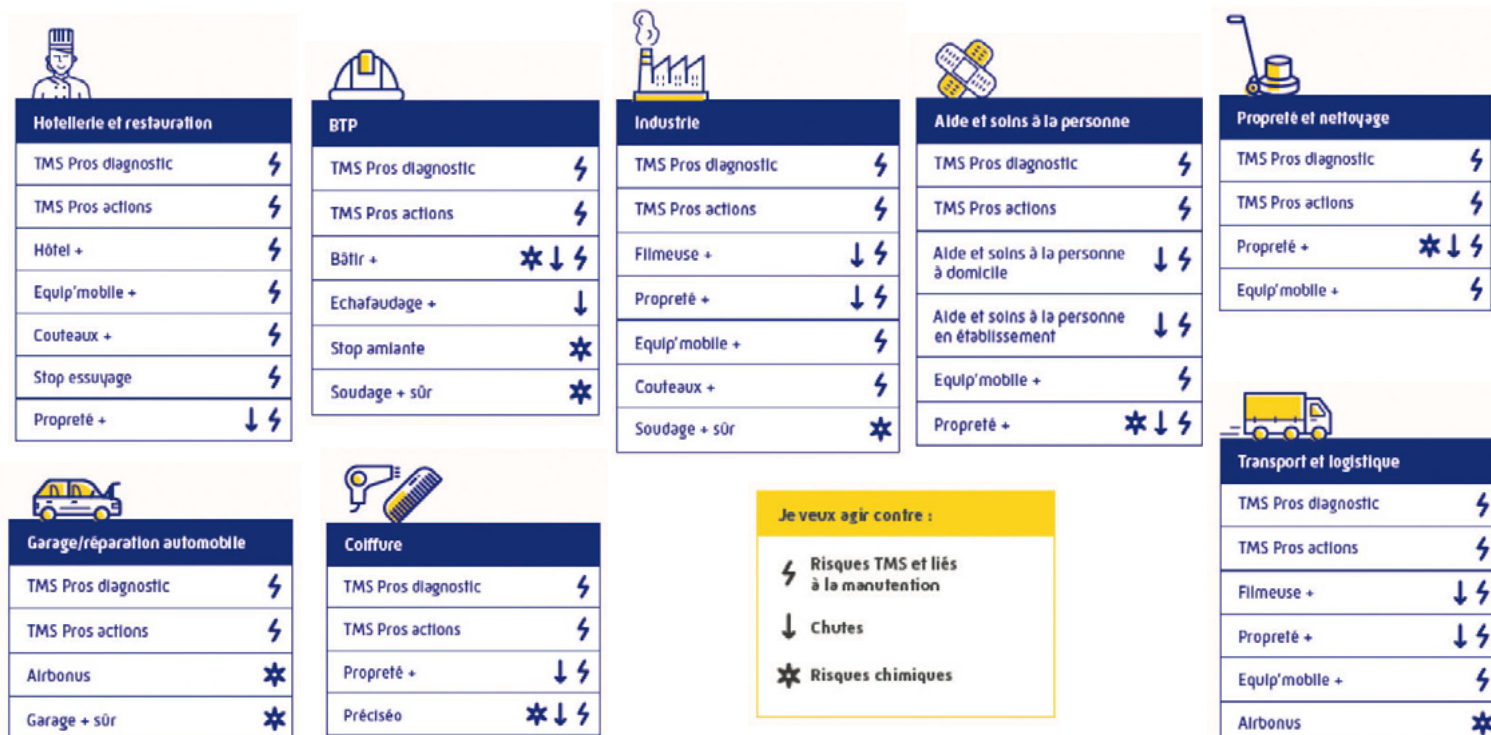 Hotellerie et restauration
TMS Pros diagnostic
TMS Pros actions
Hôtel +
Equip'mobile +
Couteaux +
Stop essuyage
Propreté +
BTP
TMS Pros diagnostic
TMS Pros actions
Bâtir +
Echafaudage +
Stop amiante
Soudage + sûr
Industrie
TMS Pros diagnostic
TMS Pros actions
Filmeuse +
Propreté +
Equip'mobile +
Couteaux +
Soudage + sûr
Aide et soins à la personne
TMS Pros diagnostic
TMS Pros actions
Aide et soins à la personne
à domicile
Aide et soins à la personne
en établissement
Equip'mobile +
Propreté +
Propreté et nettoyage
TMS Pros diagnostic
TMS Pros actions
Propreté +
Equip'mobile +
Garage/réparation automobile
TMS Pros diagnostic
TMS Pros actions
Airbonus
Garage + sûr
Coiffure
TMS Pros diagnostic
TMS Pros actions
Propreté +
Préciséo
Je veux agir contre :
Risques TMS et liés
à la manutention
Chutes
Risques chimiques
Transport et logistique
TMS Pros diagnostic
TMS Pros actions
Filmeuse +
Propreté +
Equip'mobile +
Airbonus